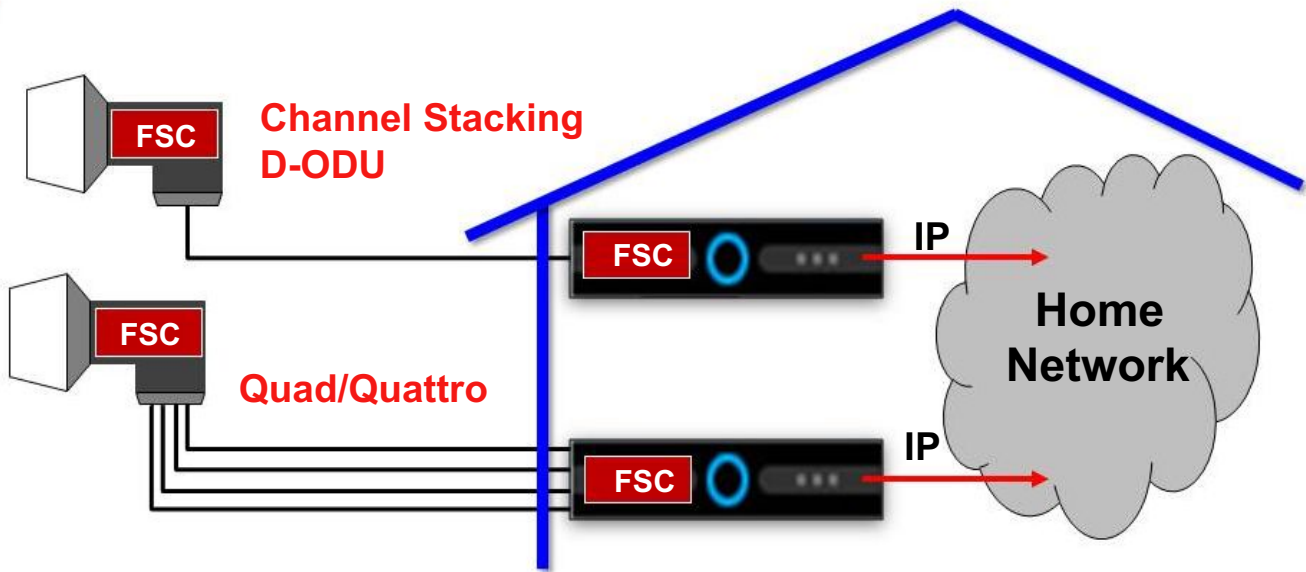 FSC
Channel Stacking
D-ODU
FSC
IP
Home
Network
FSC
Quad/Quattro
FSC
IP